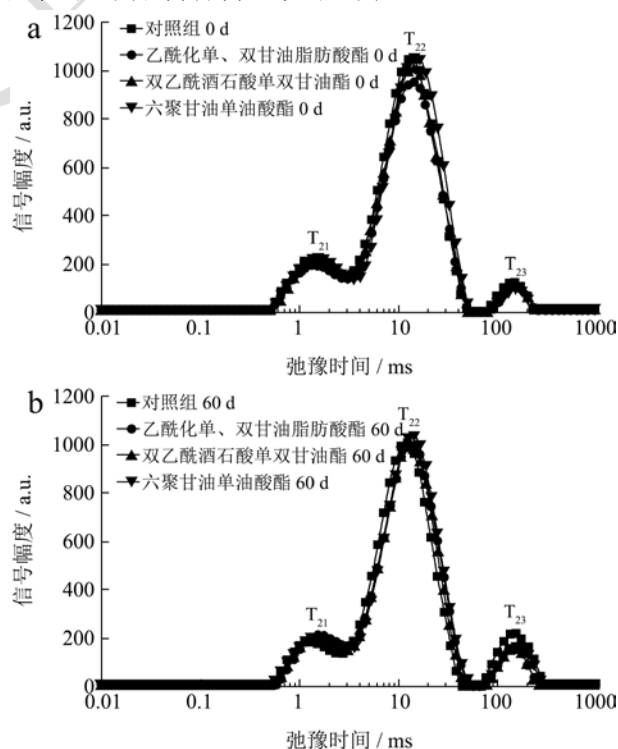 a
1200
1000
800
600
400
200
0
信号幅度 / a.u.
对照组 0 d
乙酰化单、双甘油脂肪酸酯 0 d
双乙酰酒石酸单双甘油酯 0 d
六聚甘油单油酸酯 0 d
T22
T21
T23
0.01 0.1 1 10 100 1000
弛豫时间 / ms
b
1200
1000
800
600
400
200
0
信号幅度 / a.u.
对照组 60 d
乙酰化单、双甘油脂肪酸酯 60 d
双乙酰酒石酸单双甘油酯 60 d
六聚甘油单油酸酯 60 d
T22
T21
T23
0.01 0.1 1 10 100 1000
弛豫时间 / ms